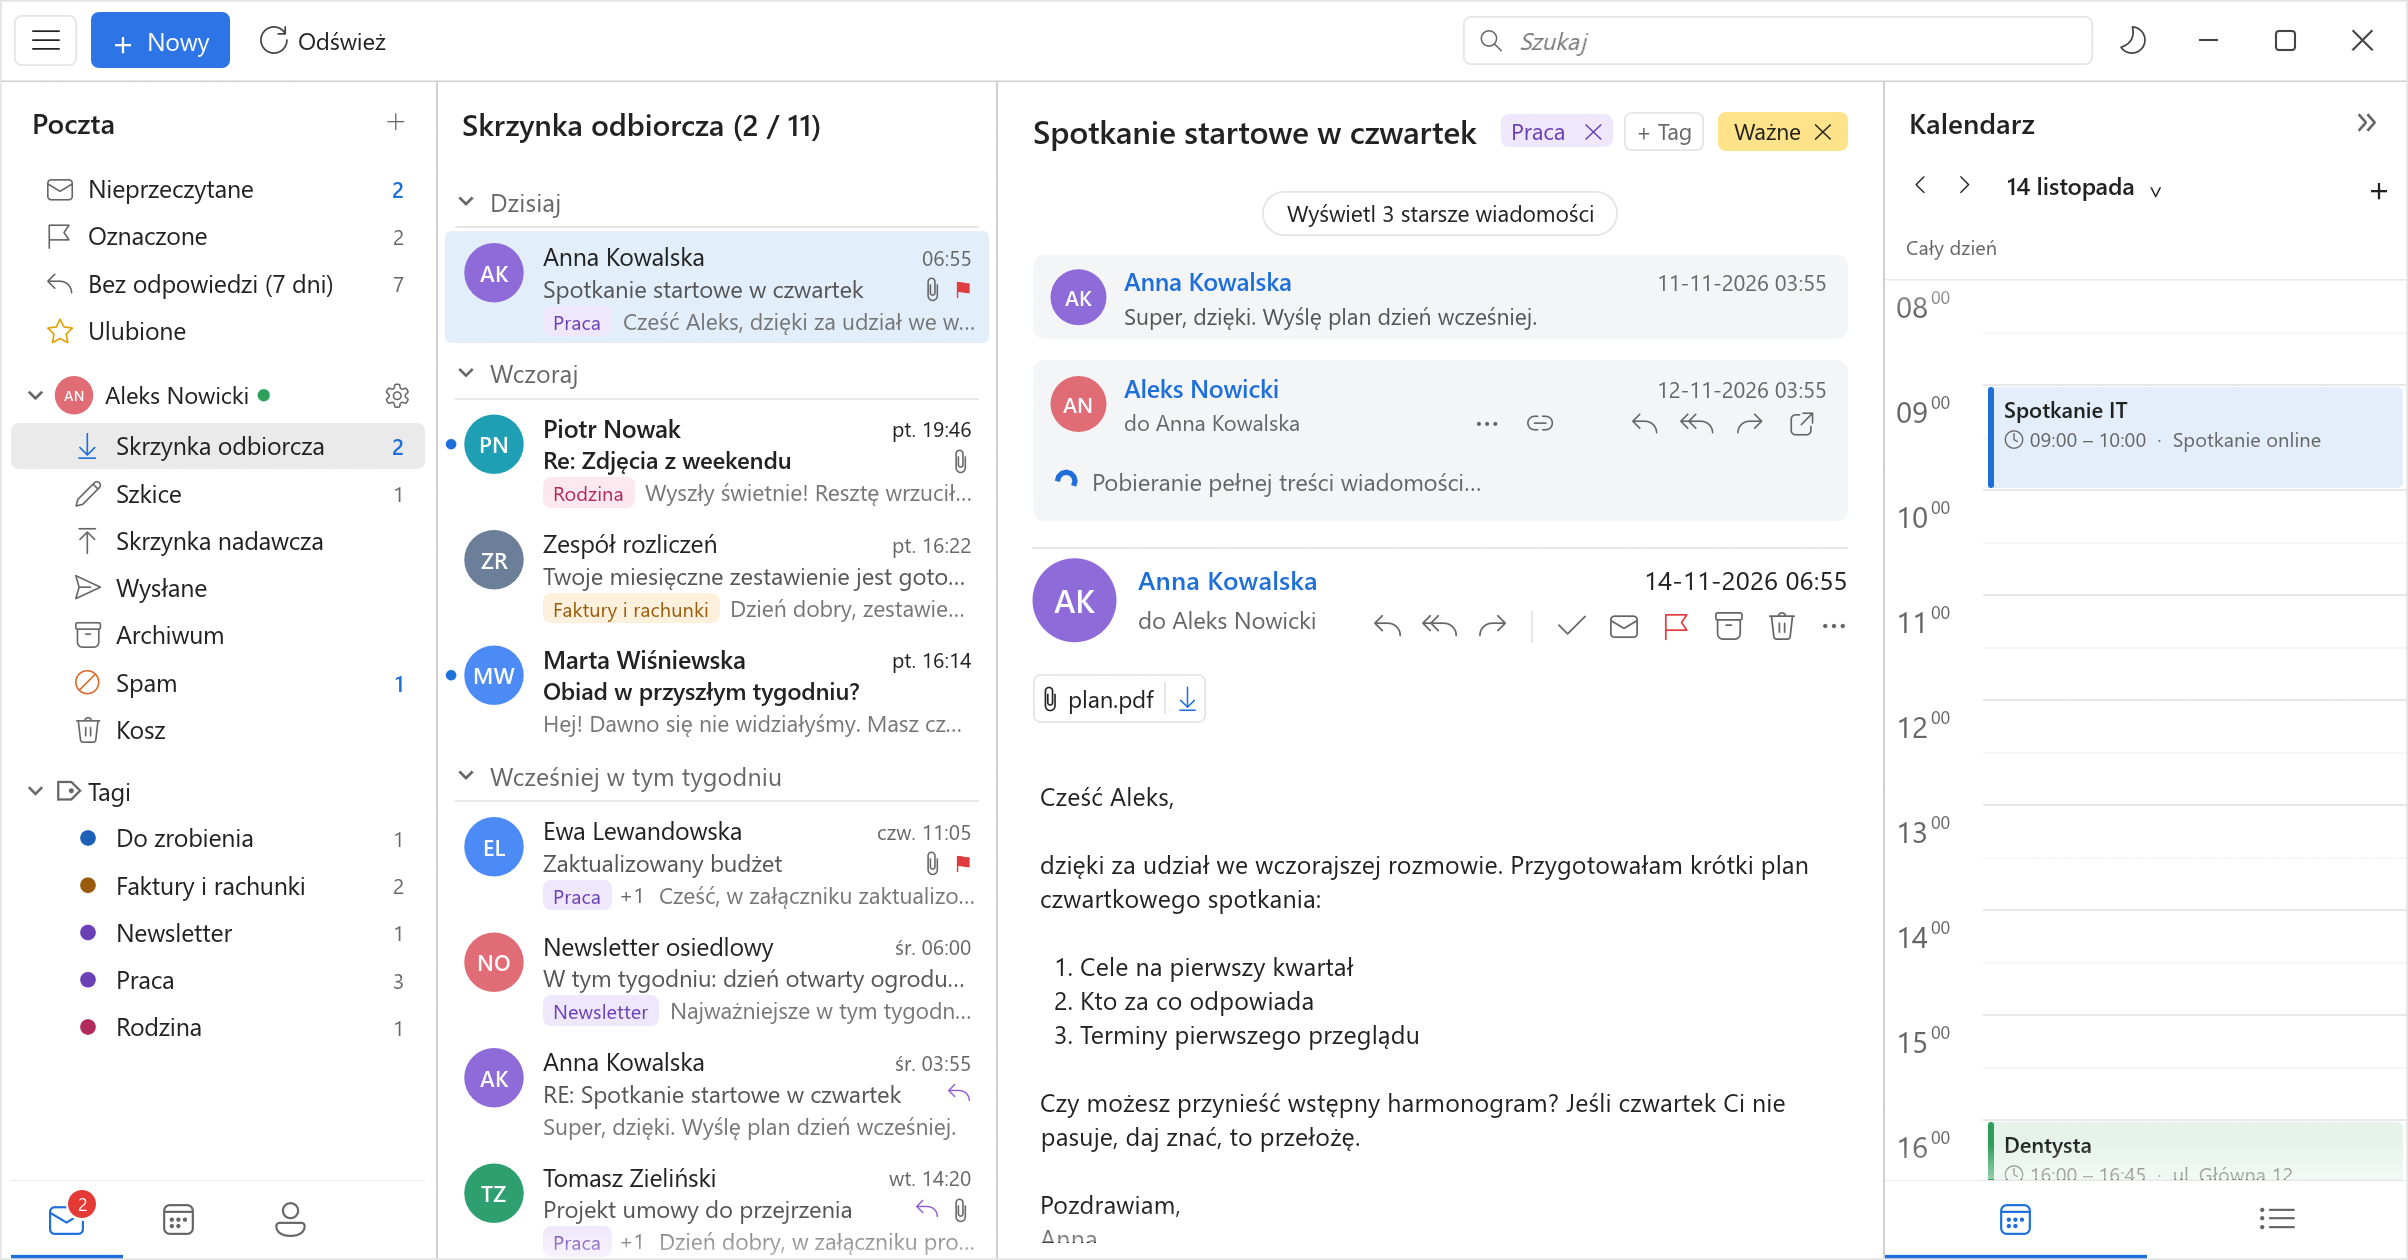 + Nowy
Odśwież
Szukaj
Poczta
Nieprzeczytane 2
Oznaczone 2
Bez odpowiedzi (7 dni) 7
Ulubione
AN Aleks Nowicki
Skrzynka odbiorcza 2
Szkice 1
Skrzynka nadawcza
Wysłane
Archiwum
Spam 1
Kosz
Tagi
Do zrobienia 1
Faktury i rachunki 2
Newsletter 1
Praca 3
Rodzina 1
2
Skrzynka odbiorcza (2 / 11)
Dzisiaj
AK
Anna Kowalska 06:55
Spotkanie startowe w czwartek
Praca Cześć Aleks, dzięki za udział we w...
Wczoraj
PN
Piotr Nowak pt. 19:46
Re: Zdjęcia z weekendu
Rodzina Wyszły świetnie! Resztę wrzucił...
ZR
Zespół rozliczeń pt. 16:22
Twoje miesięczne zestawienie jest goto...
Faktury i rachunki Dzień dobry, zestawie...
MW
Marta Wiśniewska pt. 16:14
Obiad w przyszłym tygodniu?
Hej! Dawno się nie widziałyśmy. Masz cz...
Wcześniej w tym tygodniu
EL
Ewa Lewandowska czw. 11:05
Zaktualizowany budżet
Praca +1 Cześć, w załączniku zaktualizo...
NO
Newsletter osiedlowy śr. 06:00
W tym tygodniu: dzień otwarty ogrodu...
Newsletter Najważniejsze w tym tygodn...
AK
Anna Kowalska śr. 03:55
RE: Spotkanie startowe w czwartek
Super, dzięki. Wyślę plan dzień wcześniej.
TZ
Tomasz Zieliński wt. 14:20
Projekt umowy do przejrzenia
Praca +1 Dzień dobry, w załączniku pro...
Spotkanie startowe w czwartek Praca + Tag Ważne
Wyświetl 3 starsze wiadomości
AK
Anna Kowalska 11-11-2026 03:55
Super, dzięki. Wyślę plan dzień wcześniej.
AN
Aleks Nowicki 12-11-2026 03:55
do Anna Kowalska
Pobieranie pełnej treści wiadomości...
AK
Anna Kowalska 14-11-2026 06:55
do Aleks Nowicki
plan.pdf
Cześć Aleks,
dzięki za udział we wczorajszej rozmowie. Przygotowałam krótki plan
czwartkowego spotkania:
1. Cele na pierwszy kwartał
2. Kto za co odpowiada
3. Terminy pierwszego przeglądu
Czy możesz przynieść wstępny harmonogram? Jeśli czwartek Ci nie
pasuje, daj znać, to przełożę.
Pozdrawiam,
Anna
Kalendarz
14 listopada
Cały dzień
08 00
09 00
Spotkanie IT
09:00 – 10:00 · Spotkanie online
10 00
11 00
12 00
13 00
14 00
15 00
16 00
Dentysta
16:00 – 16:45 · ul. Główna 12